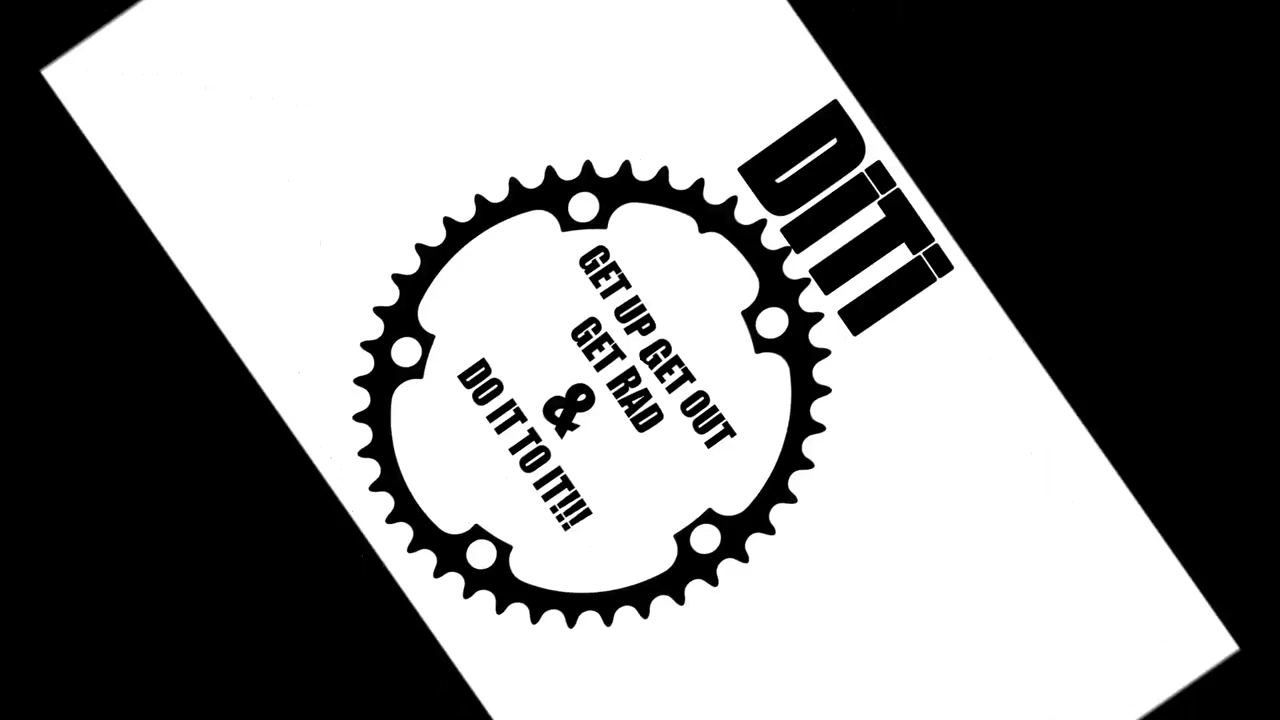 DiTi
GET UP GET OUT
GET RAD
&
DO IT TO IT!!!